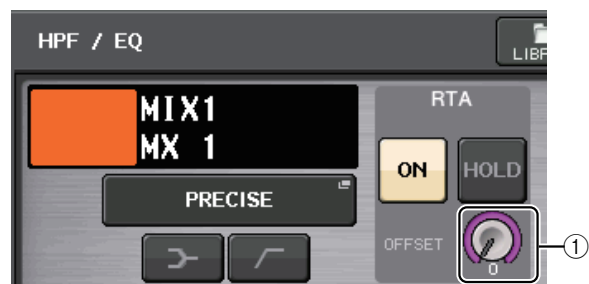 HPF / EQ
LIBR
MIX1
MX 1
PRECISE
RTA
ON
HOLD
OFFSET
0
①